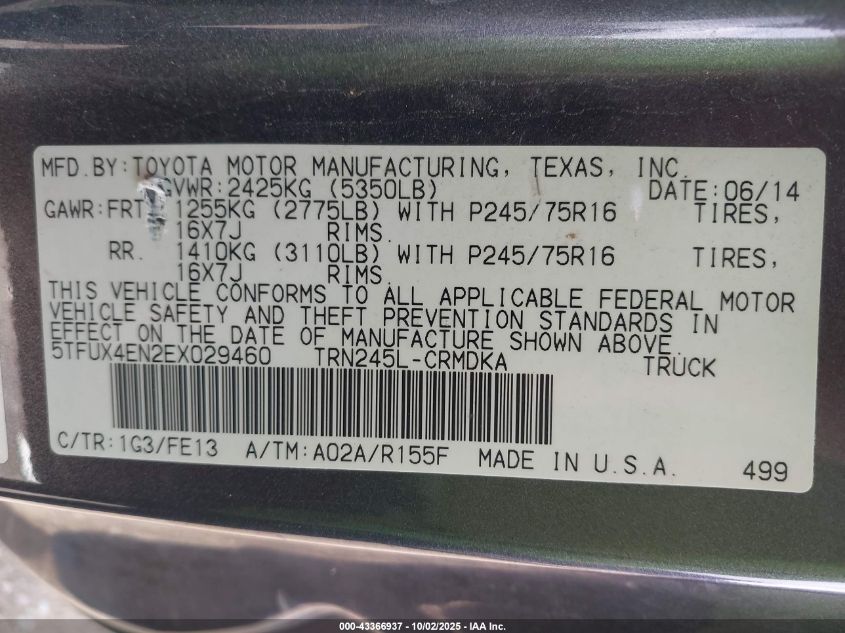 MFD.BY:TOYOTA MOTOR MANUFACTURING, TEXAS, INC.
GVWR:2425KG (5350LB) DATE:06/14
GAWR:FRT 1255KG (2775LB) WITH P245/75R16 TIRES,
16X7J RIMS.
RR. 1410KG (3110LB) WITH P245/75R16 TIRES,
16X7J RIMS.
THIS VEHICLE CONFORMS TO ALL APPLICABLE FEDERAL MOTOR
VEHICLE SAFETY AND THEFT PREVENTION STANDARDS IN
EFFECT ON THE DATE OF MANUFACTURE SHOWN ABOVE.
5TFUX4EN2EX029460 TRN245L-CRMDKA TRUCK
C/TR:1G3/FE13 A/TM:A02A/R155F MADE IN U.S.A. 499
000-43366937 - 10/02/2025 - IAA Inc.